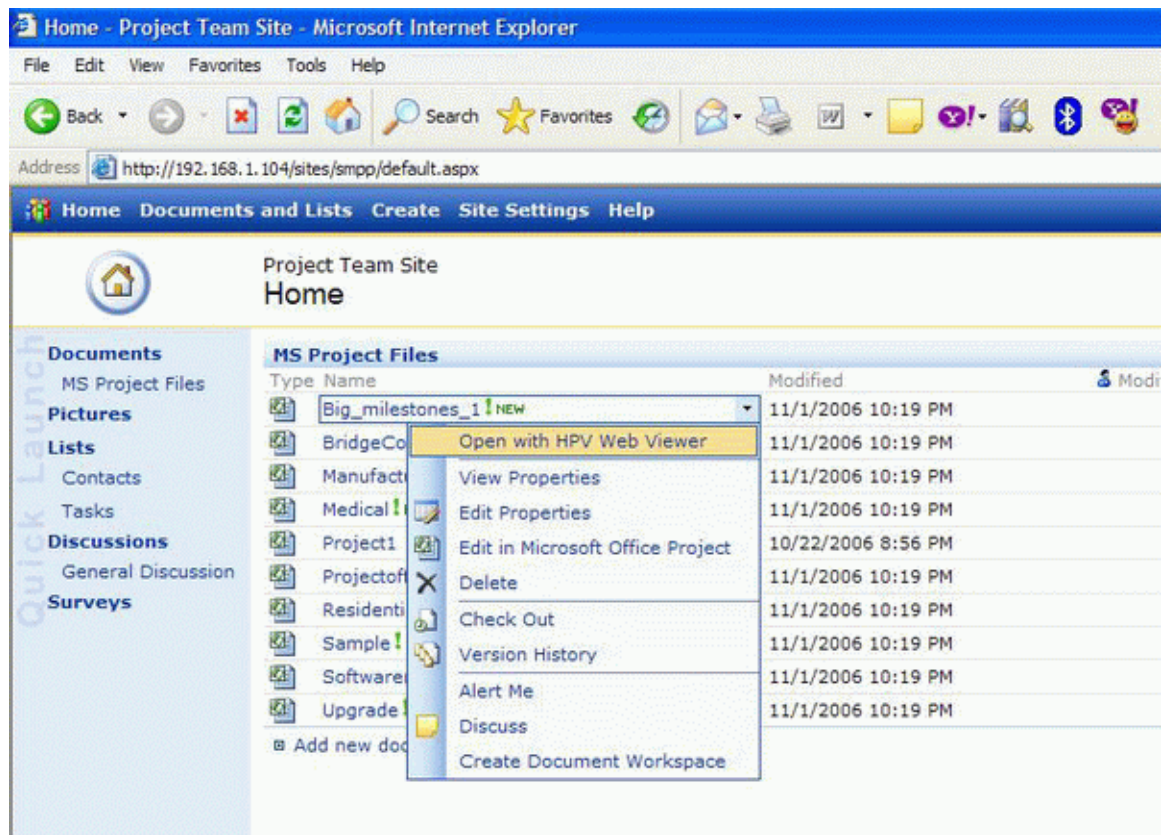 Home - Project Team Site - Microsoft Internet Explorer
File Edit View Favorites Tools Help
Back Search Favorites
Address http://192.168.1.104/sites/smpp/default.aspx
Home Documents and Lists Create Site Settings Help
Project Team Site
Home
Quick Launch
Documents
MS Project Files
Pictures
Lists
Contacts
Tasks
Discussions
General Discussion
Surveys
MS Project Files
Type Name Modified Modi
Big_milestones_1 ! NEW 11/1/2006 10:19 PM
BridgeCo 11/1/2006 10:19 PM
Manufact 11/1/2006 10:19 PM
Medical ! 11/1/2006 10:19 PM
Project1 10/22/2006 8:56 PM
Projectoft 11/1/2006 10:19 PM
Residenti 11/1/2006 10:19 PM
Sample ! 11/1/2006 10:19 PM
Software 11/1/2006 10:19 PM
Upgrade ! 11/1/2006 10:19 PM
Add new doc
Open with HPV Web Viewer
View Properties
Edit Properties
Edit in Microsoft Office Project
Delete
Check Out
Version History
Alert Me
Discuss
Create Document Workspace